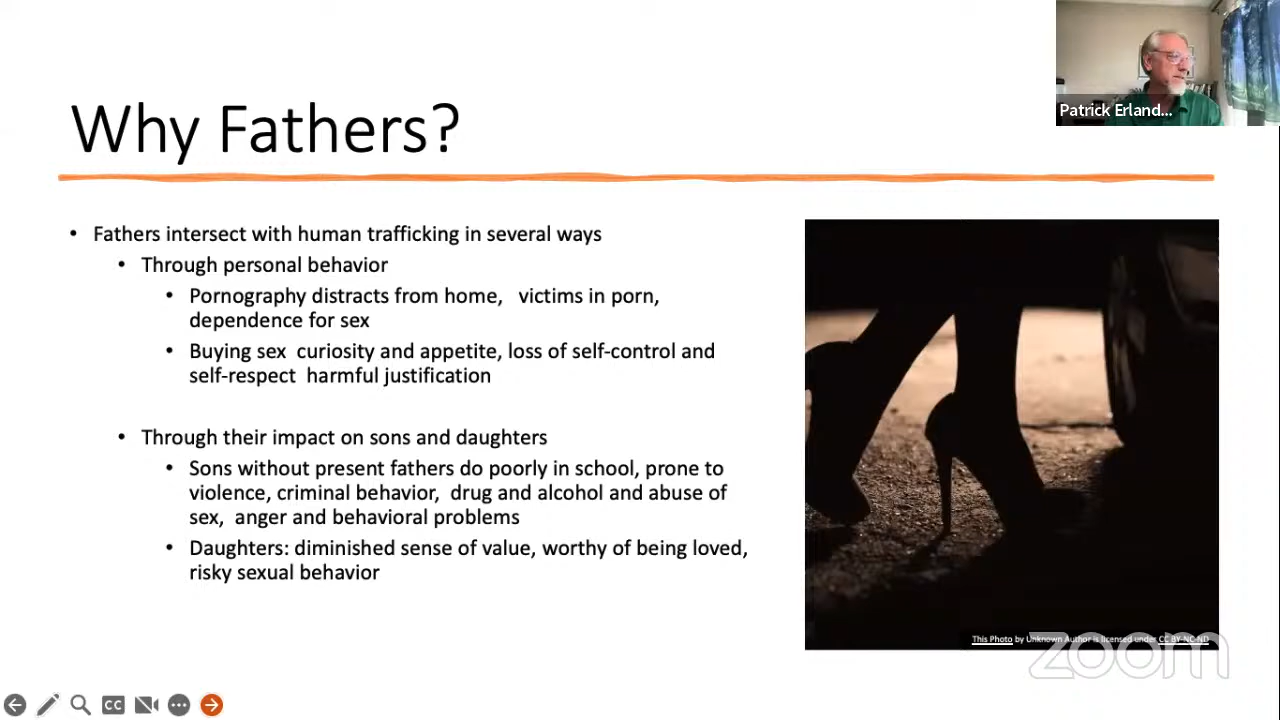 Patrick Erland...
Why Fathers?
• Fathers intersect with human trafficking in several ways
• Through personal behavior
• Pornography distracts from home, victims in porn,
dependence for sex
• Buying sex curiosity and appetite, loss of self-control and
self-respect harmful justification
• Through their impact on sons and daughters
• Sons without present fathers do poorly in school, prone to
violence, criminal behavior, drug and alcohol and abuse of
sex, anger and behavioral problems
• Daughters: diminished sense of value, worthy of being loved,
risky sexual behavior
This Photo by Unknown Author is licensed under CC BY-NC-ND
zoom
CC